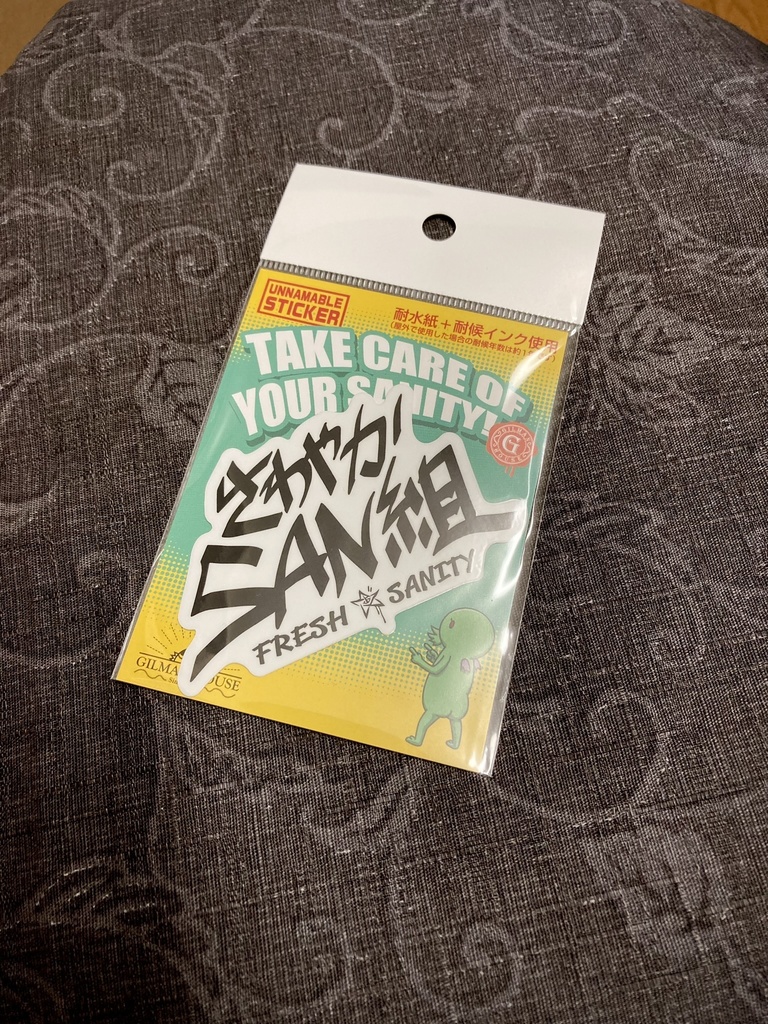 UNNAMABLE
STICKER
耐水紙+耐候インク使用
TAKE CARE OF
YOUR SANITY!
G
さわやか
SAN組
FRESH SANITY